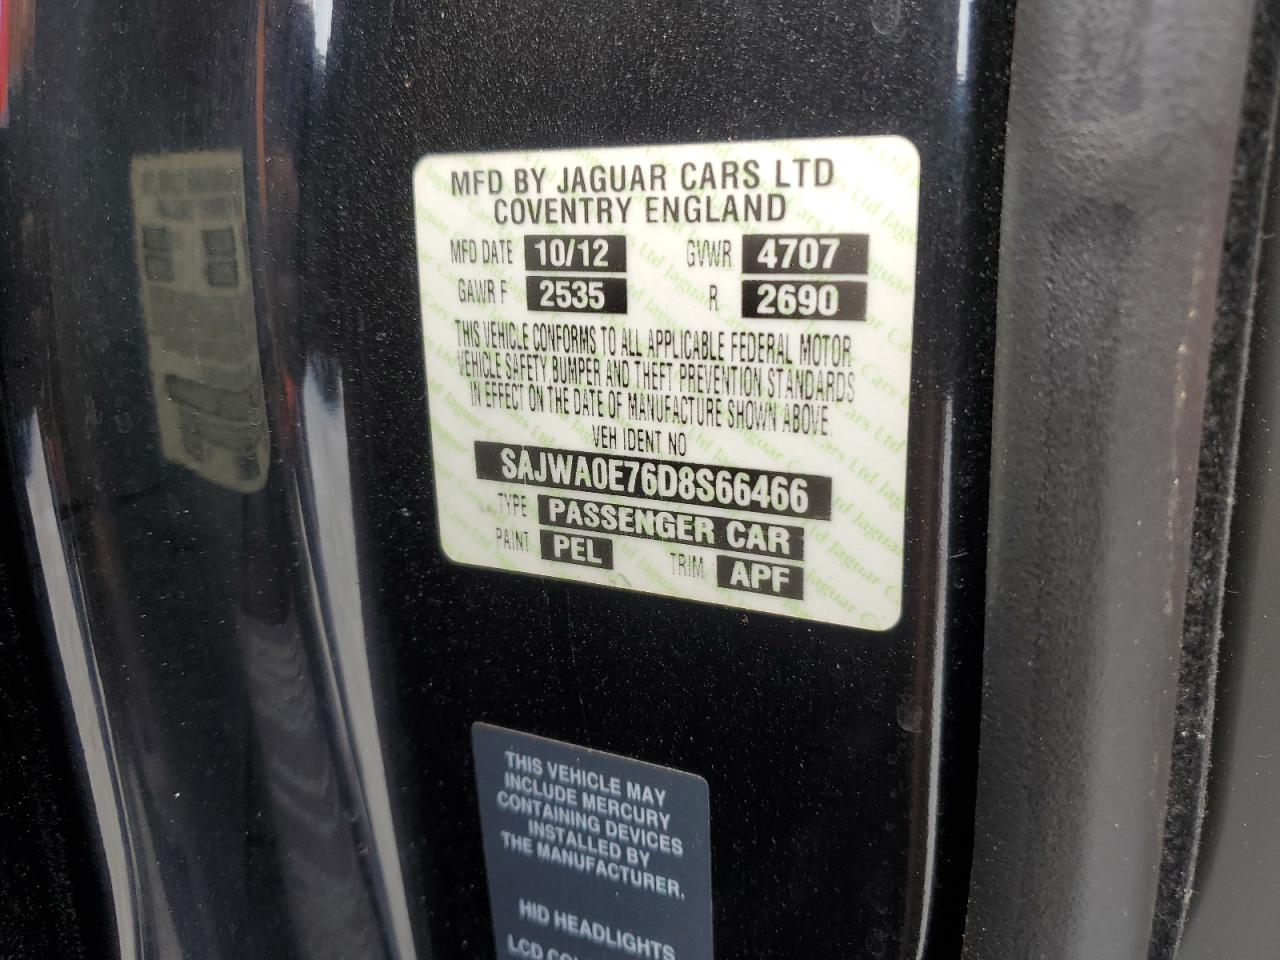 MFD BY JAGUAR CARS LTD
COVENTRY ENGLAND
MFD DATE 10/12 GVWR 4707
GAWR F 2535 R 2690
THIS VEHICLE CONFORMS TO ALL APPLICABLE FEDERAL MOTOR
VEHICLE SAFETY BUMPER AND THEFT PREVENTION STANDARDS
IN EFFECT ON THE DATE OF MANUFACTURE SHOWN ABOVE.
VEH IDENT NO
SAJWA0E76D8S66466
TYPE PASSENGER CAR
PAINT PEL TRIM APF
THIS VEHICLE MAY
INCLUDE MERCURY
CONTAINING DEVICES
INSTALLED BY
THE MANUFACTURER.
HID HEADLIGHTS
LCD